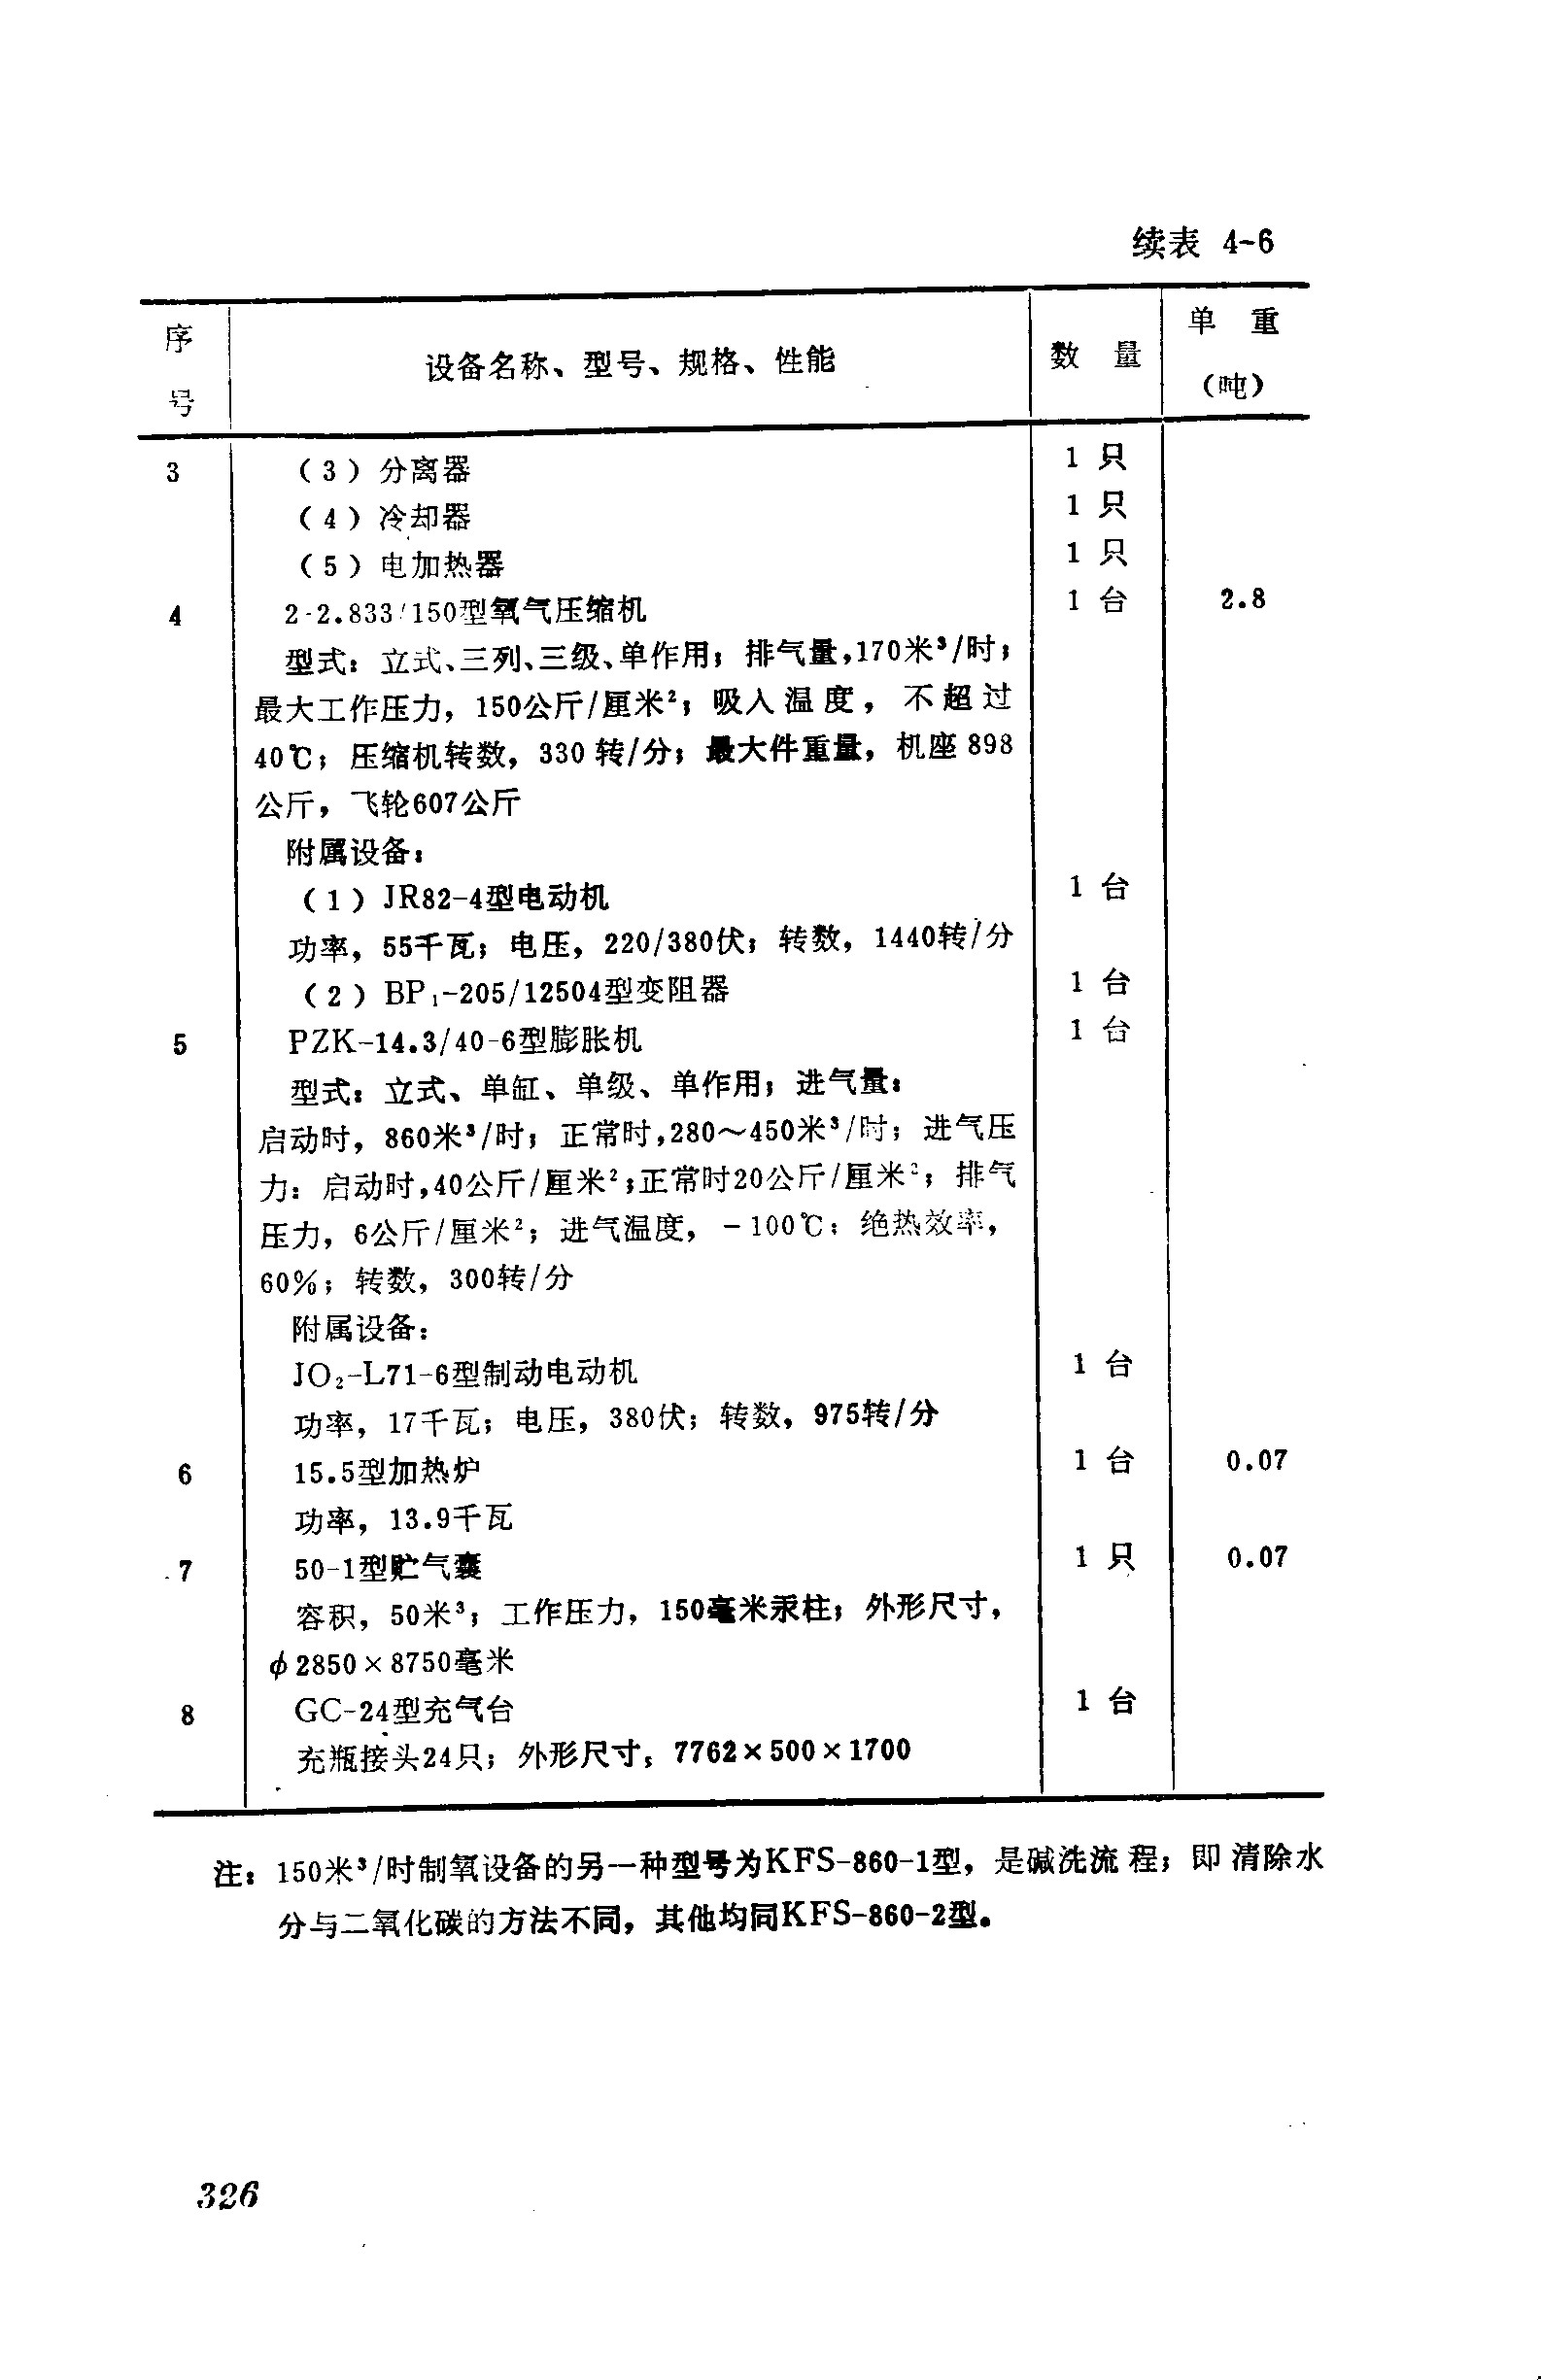 续表 4-6
序号 设备名称、型号、规格、性能 数 量 单 重 (吨)
3 （3）分离器 1 只
（4）冷却器 1 只
（5）电加热器 1 只
4 2-2.833/150型氧气压缩机 1 台 2.8
型式：立式、三列、三级、单作用；排气量，170米³/时；
最大工作压力，150公斤/厘米²；吸入温度，不超过
40℃；压缩机转数，330转/分；最大件重量，机座898
公斤，飞轮607公斤
附属设备：
（1）JR82-4型电动机 1 台
功率，55千瓦；电压，220/380伏；转数，1440转/分
（2）BP₁-205/12504型变阻器 1 台
5 PZK-14.3/40-6型膨胀机 1 台
型式：立式、单缸、单级、单作用；进气量：
启动时，860米³/时；正常时，280～450米³/时；进气压
力：启动时，40公斤/厘米²；正常时20公斤/厘米²；排气
压力，6公斤/厘米²；进气温度，－100℃；绝热效率，
60%；转数，300转/分
附属设备：
JO₂-L71-6型制动电动机 1 台
功率，17千瓦；电压，380伏；转数，975转/分
6 15.5型加热炉 1 台 0.07
功率，13.9千瓦
7 50-1型贮气囊 1 只 0.07
容积，50米³；工作压力，150毫米汞柱；外形尺寸，
φ2850×8750毫米
8 GC-24型充气台 1 台
充瓶接头24只；外形尺寸，7762×500×1700
注：150米³/时制氧设备的另一种型号为KFS-860-1型，是碱洗流程；即清除水
分与二氧化碳的方法不同，其他均同KFS-860-2型。
326